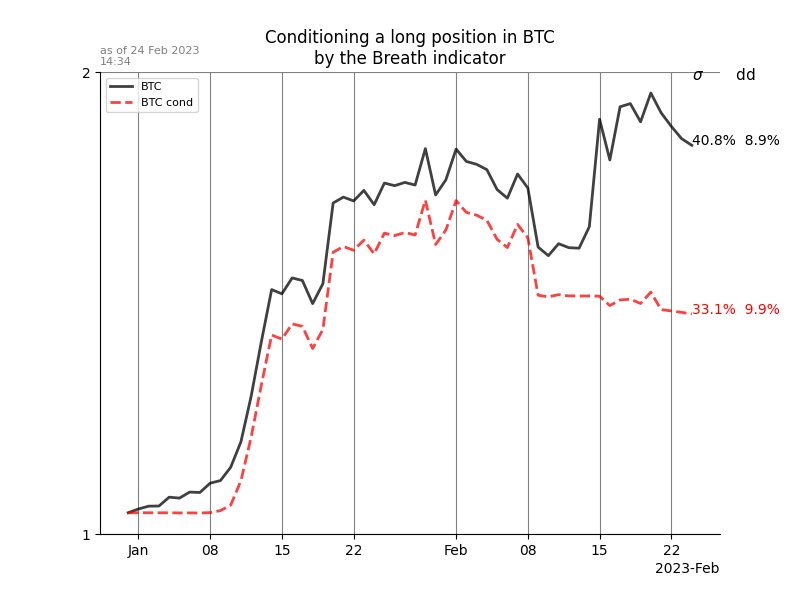 Conditioning a long position in BTC
by the Breath indicator
as of 24 Feb 2023
14:34
2
σ dd
BTC
BTC cond
40.8% 8.9%
33.1% 9.9%
1
Jan 08 15 22 Feb 08 15 22
2023-Feb